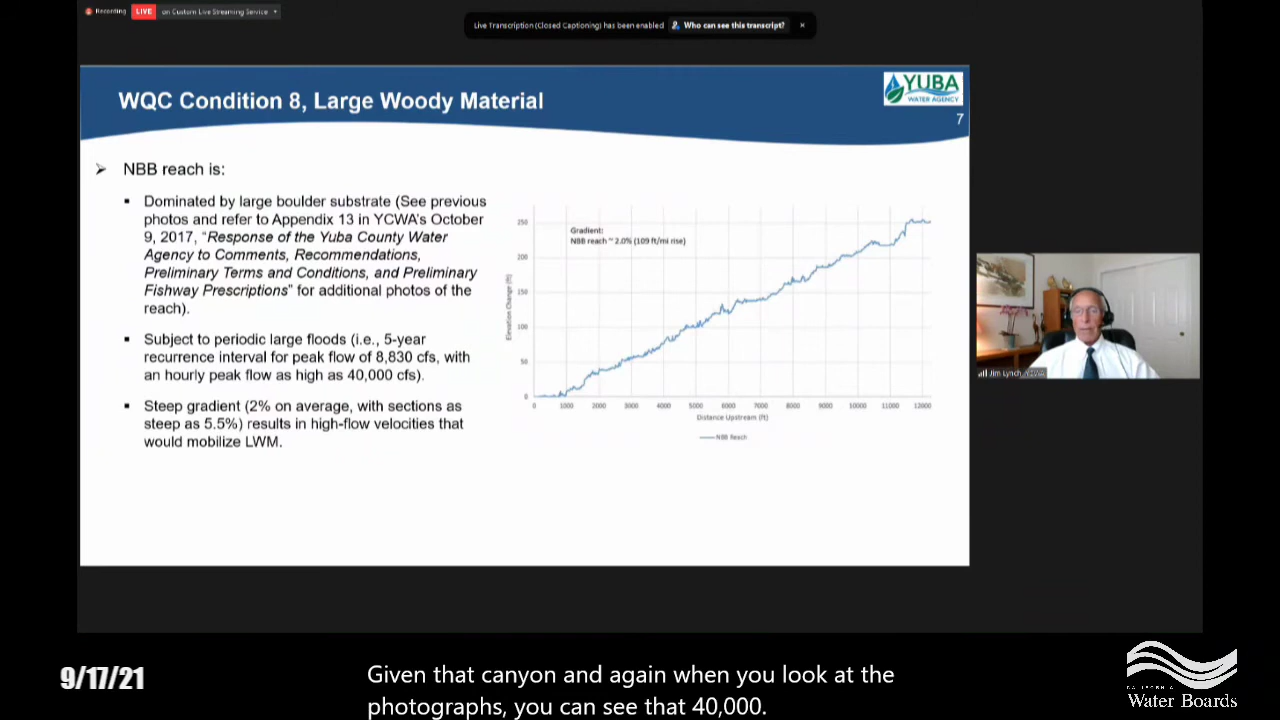 Recording
LIVE
on Custom Live Streaming Service
Live Transcription (Closed Captioning) has been enabled
Who can see this transcript?
WQC Condition 8, Large Woody Material
YUBA
WATER AGENCY
7
NBB reach is:
Dominated by large boulder substrate (See previous
photos and refer to Appendix 13 in YCWA's October
9, 2017, “Response of the Yuba County Water
Agency to Comments, Recommendations,
Preliminary Terms and Conditions, and Preliminary
Fishway Prescriptions” for additional photos of the
reach).
Subject to periodic large floods (i.e., 5-year
recurrence interval for peak flow of 8,830 cfs, with
an hourly peak flow as high as 40,000 cfs).
Steep gradient (2% on average, with sections as
steep as 5.5%) results in high-flow velocities that
would mobilize LWM.
Gradient:
NBB reach ~ 2.0% (109 ft/mi rise)
250
200
150
100
50
0
Elevation Change (ft)
0 1000 2000 3000 4000 5000 6000 7000 8000 9000 10000 11000 12000
Distance Upstream (ft)
NBB Reach
Jim Lynch, YCWA
9/17/21
Given that canyon and again when you look at the
photographs, you can see that 40,000.
CALIFORNIA
Water Boards